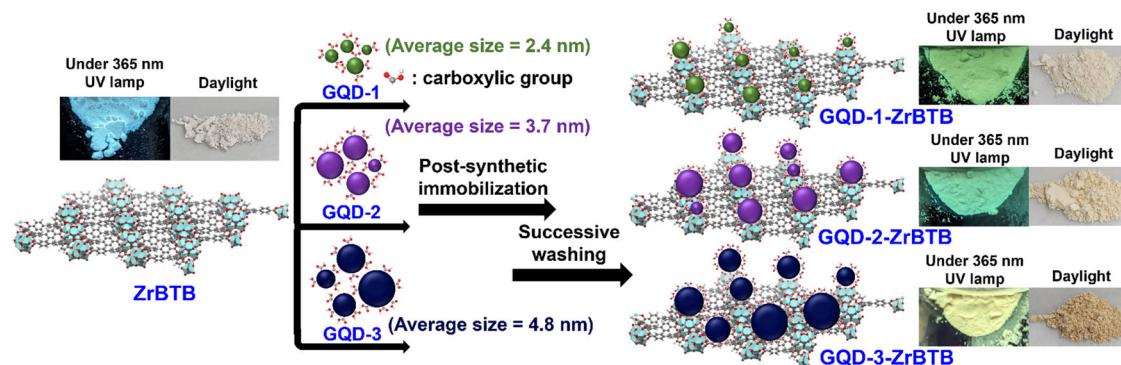 Under 365 nm
UV lamp
Daylight
ZrBTB
(Average size = 2.4 nm)
: carboxylic group
GQD-1
(Average size = 3.7 nm)
GQD-2
GQD-3
(Average size = 4.8 nm)
Post-synthetic
immobilization
Successive
washing
Under 365 nm
UV lamp
Daylight
GQD-1-ZrBTB
Under 365 nm
UV lamp
Daylight
GQD-2-ZrBTB
Under 365 nm
UV lamp
Daylight
GQD-3-ZrBTB